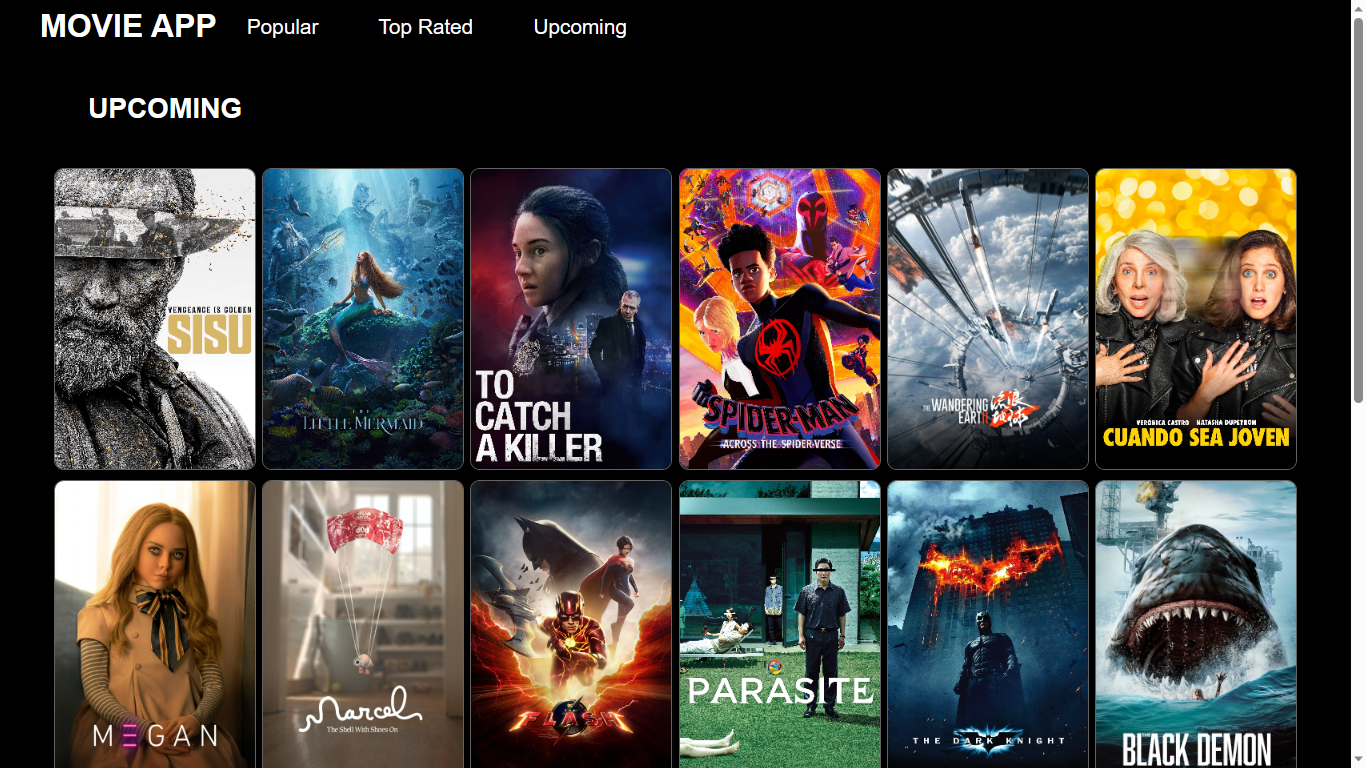 MOVIE APP Popular Top Rated Upcoming
UPCOMING
VENGEANCE IS GOLDEN
SISU
THE
LITTLE MERMAID
TO
CATCH
A KILLER
SPIDER-MAN
ACROSS THE SPIDER-VERSE
THE WANDERING
EARTH II
流浪
地球
VERÓNICA CASTRO NATASHA DUPEYRÓN
CUANDO SEA JOVEN
M3GAN
Marcel
The Shell With Shoes On
THE FLASH
PARASITE
THE DARK KNIGHT
BLACK DEMON